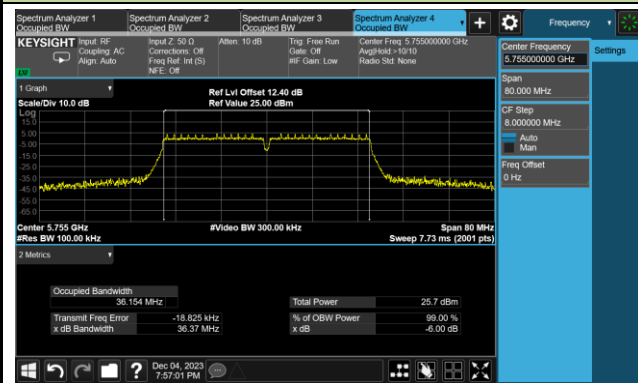 Spectrum Analyzer 1
Occupied BW
Spectrum Analyzer 2
Occupied BW
Spectrum Analyzer 3
Occupied BW
Spectrum Analyzer 4
Occupied BW
Frequency
KEYSIGHT
Input: RF
Coupling: AC
Align: Auto
Input Z: 50 Ω
Corrections: Off
Freq Ref: Int (S)
NFE: Off
Atten: 10 dB
Trig: Free Run
Gate: Off
#IF Gain: Low
Center Freq: 5.755000000 GHz
Avg|Hold:>10/10
Radio Std: None
Center Frequency
5.755000000 GHz
Settings
Span
80.000 MHz
CF Step
8.000000 MHz
Auto
Man
Freq Offset
0 Hz
1 Graph
Scale/Div 10.0 dB
Ref Lvl Offset 12.40 dB
Ref Value 25.00 dBm
Log
15.0
5.00
-5.00
-15.0
-25.0
-35.0
-45.0
-55.0
-65.0
Center 5.755 GHz
#Res BW 100.00 kHz
#Video BW 300.00 kHz
Span 80 MHz
Sweep 7.73 ms (2001 pts)
2 Metrics
Occupied Bandwidth
36.154 MHz
Total Power
25.7 dBm
Transmit Freq Error
-18.825 kHz
% of OBW Power
99.00 %
x dB Bandwidth
36.37 MHz
x dB
-6.00 dB
Dec 04, 2023
7:57:01 PM